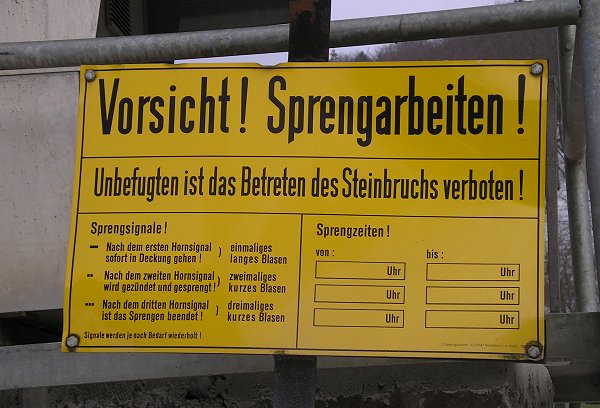 Vorsicht! Sprengarbeiten!
Unbefugten ist das Betreten des Steinbruchs verboten!
Sprengsignale!
– Nach dem ersten Hornsignal ) einmaliges
sofort in Deckung gehen! langes Blasen
·· Nach dem zweiten Hornsignal ) zweimaliges
wird gezündet und gesprengt! kurzes Blasen
··· Nach dem dritten Hornsignal ) dreimaliges
ist das Sprengen beendet! kurzes Blasen
Signale werden je nach Bedarf wiederholt!
Sprengzeiten!
von: bis:
Uhr Uhr
Uhr Uhr
Uhr Uhr